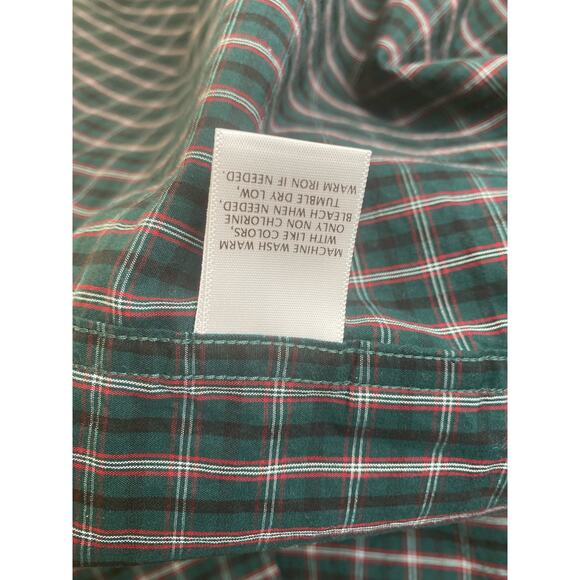 MACHINE WASH WARM
WITH LIKE COLORS,
ONLY NON CHLORINE
BLEACH WHEN NEEDED,
TUMBLE DRY LOW,
WARM IRON IF NEEDED.